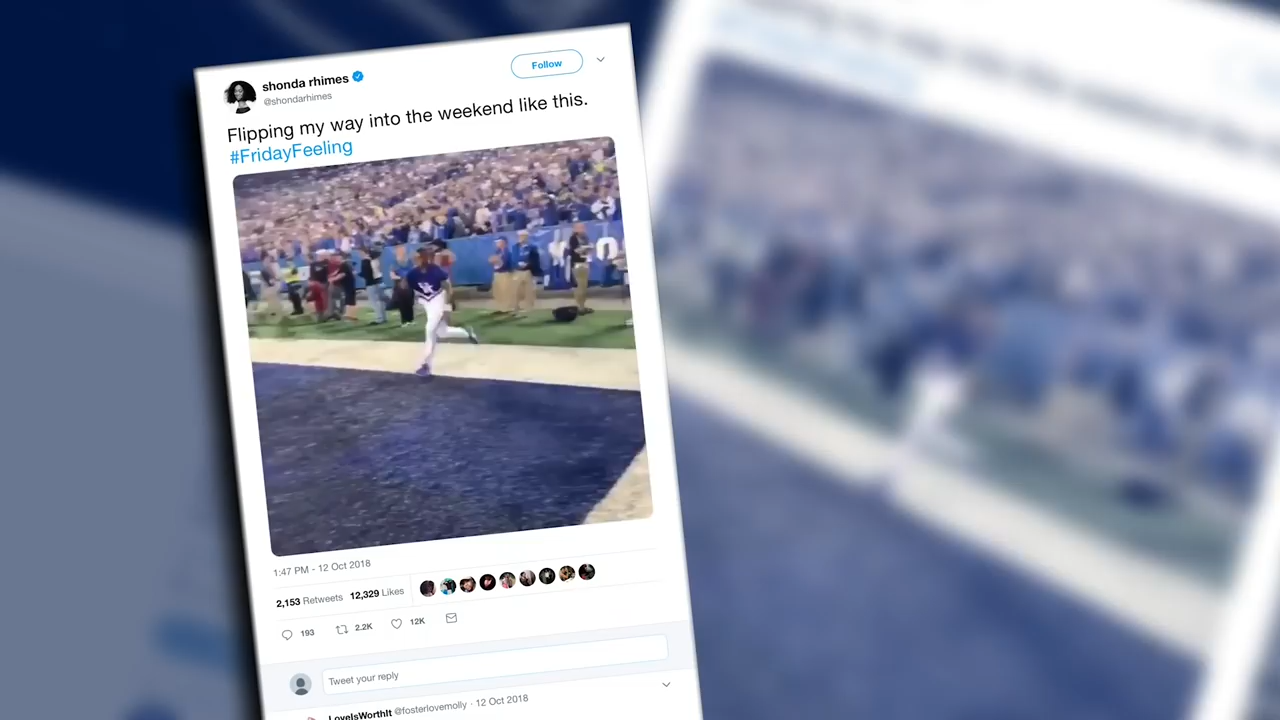 shonda rhimes
@shondarhimes
Follow
Flipping my way into the weekend like this.
#FridayFeeling
UK
1:47 PM - 12 Oct 2018
2,153 Retweets 12,329 Likes
193 2.2K 12K
Tweet your reply
LoveIsWorthIt @fosterlovemolly · 12 Oct 2018